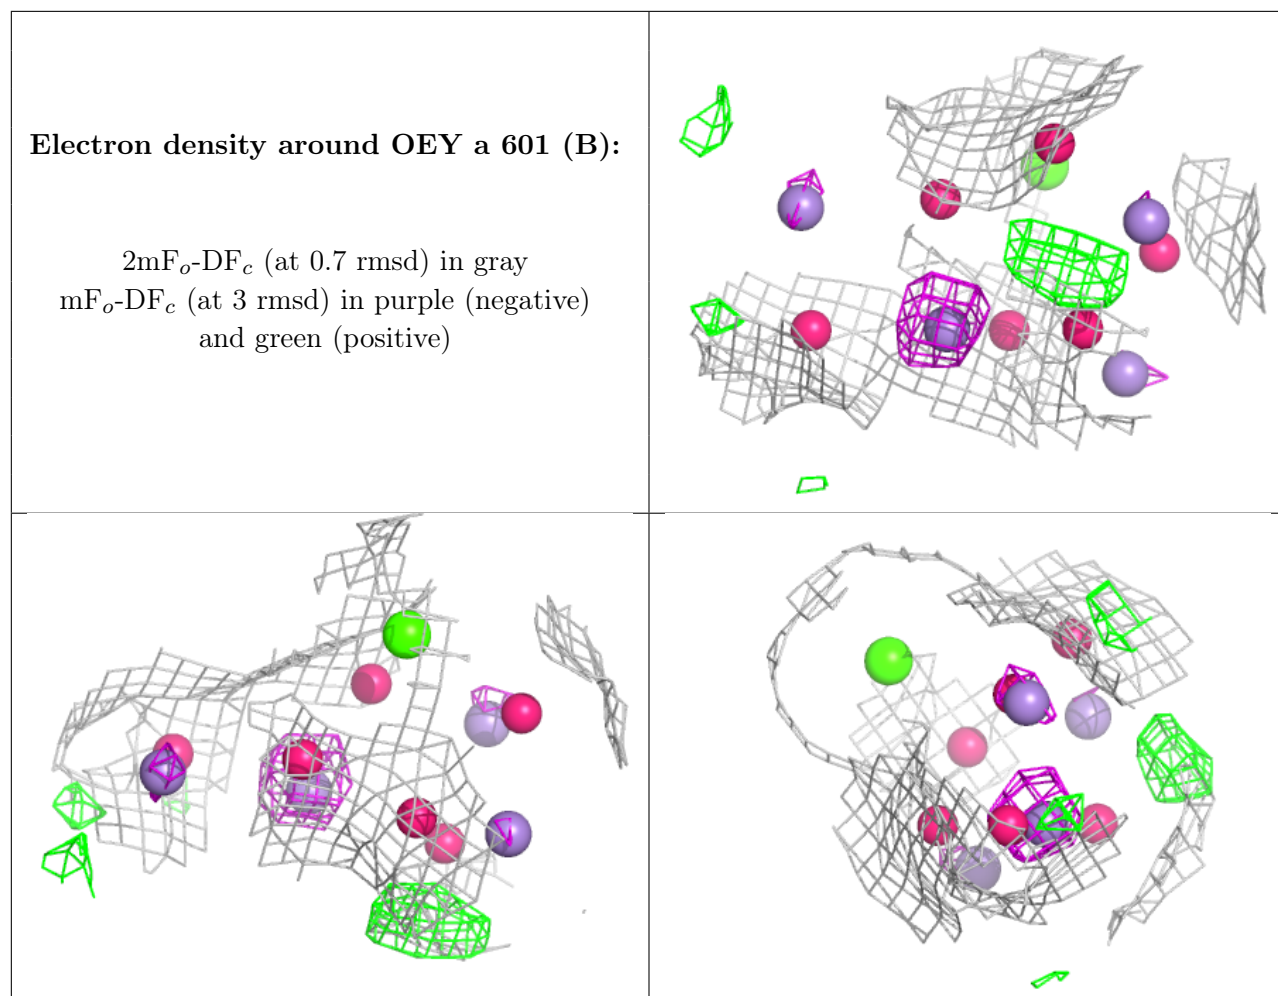 Electron density around OEY a 601 (B):
2mFo-DFc (at 0.7 rmsd) in gray
mFo-DFc (at 3 rmsd) in purple (negative)
and green (positive)